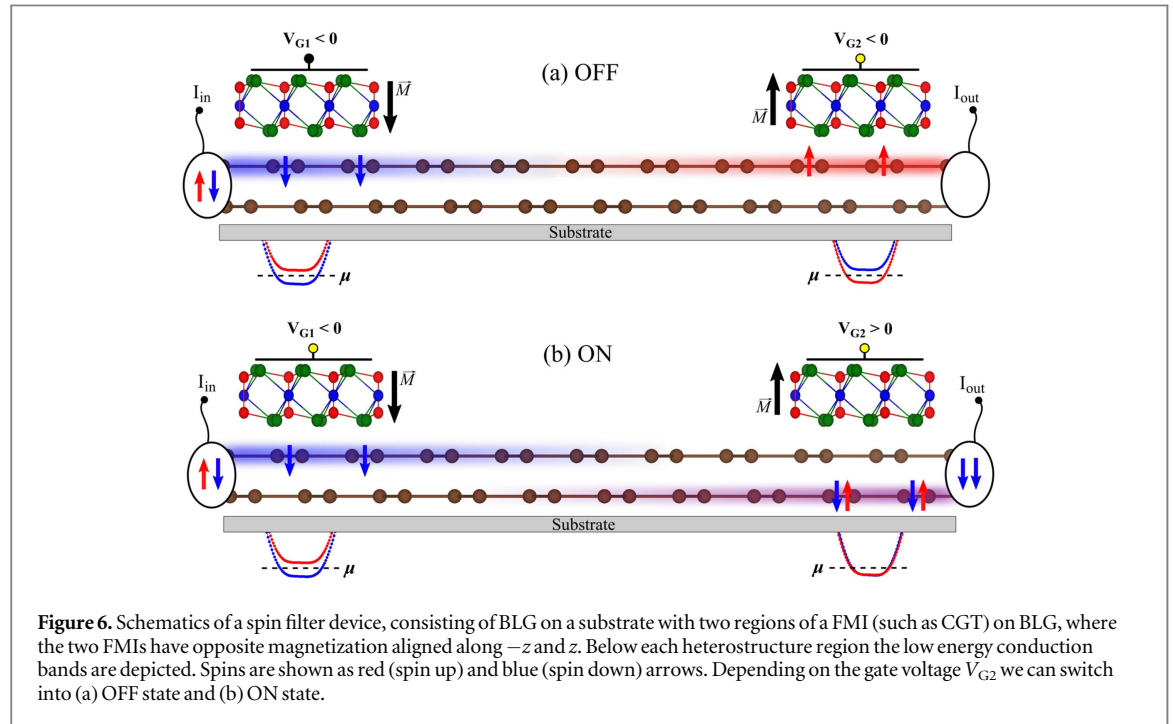 V_G1 < 0
V_G2 < 0
(a) OFF
I_in
M⃗
M⃗
I_out
Substrate
μ
μ
V_G1 < 0
V_G2 > 0
(b) ON
I_in
M⃗
M⃗
I_out
Substrate
μ
μ
Figure 6. Schematics of a spin filter device, consisting of BLG on a substrate with two regions of a FMI (such as CGT) on BLG, where
the two FMIs have opposite magnetization aligned along −z and z. Below each heterostructure region the low energy conduction
bands are depicted. Spins are shown as red (spin up) and blue (spin down) arrows. Depending on the gate voltage V_G2 we can switch
into (a) OFF state and (b) ON state.